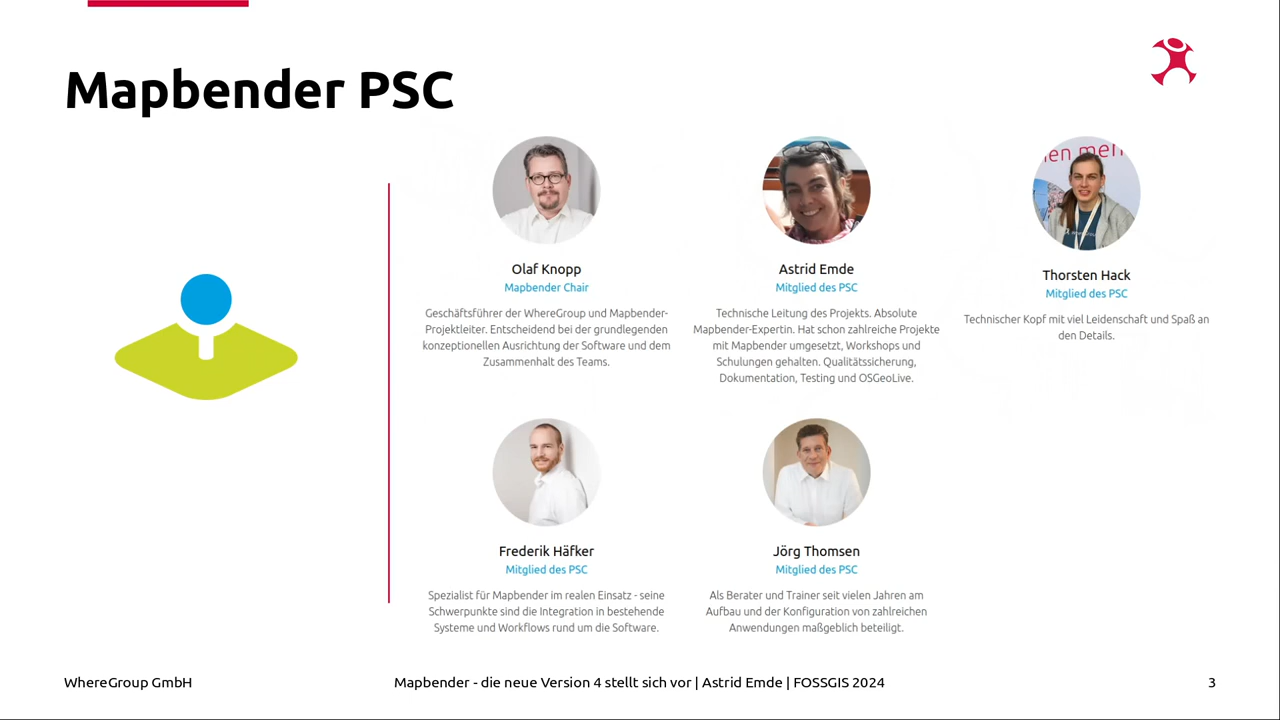 Mapbender PSC
en men
Olaf Knopp
Mapbender Chair
Geschäftsführer der WhereGroup und Mapbender-
Projektleiter. Entscheidend bei der grundlegenden
konzeptionellen Ausrichtung der Software und dem
Zusammenhalt des Teams.
Astrid Emde
Mitglied des PSC
Technische Leitung des Projekts. Absolute
Mapbender-Expertin. Hat schon zahlreiche Projekte
mit Mapbender umgesetzt, Workshops und
Schulungen gehalten. Qualitätssicherung,
Dokumentation, Testing und OSGeoLive.
Thorsten Hack
Mitglied des PSC
Technischer Kopf mit viel Leidenschaft und Spaß an
den Details.
Frederik Häfker
Mitglied des PSC
Spezialist für Mapbender im realen Einsatz - seine
Schwerpunkte sind die Integration in bestehende
Systeme und Workflows rund um die Software.
Jörg Thomsen
Mitglied des PSC
Als Berater und Trainer seit vielen Jahren am
Aufbau und der Konfiguration von zahlreichen
Anwendungen maßgeblich beteiligt.
WhereGroup GmbH
Mapbender - die neue Version 4 stellt sich vor | Astrid Emde | FOSSGIS 2024
3